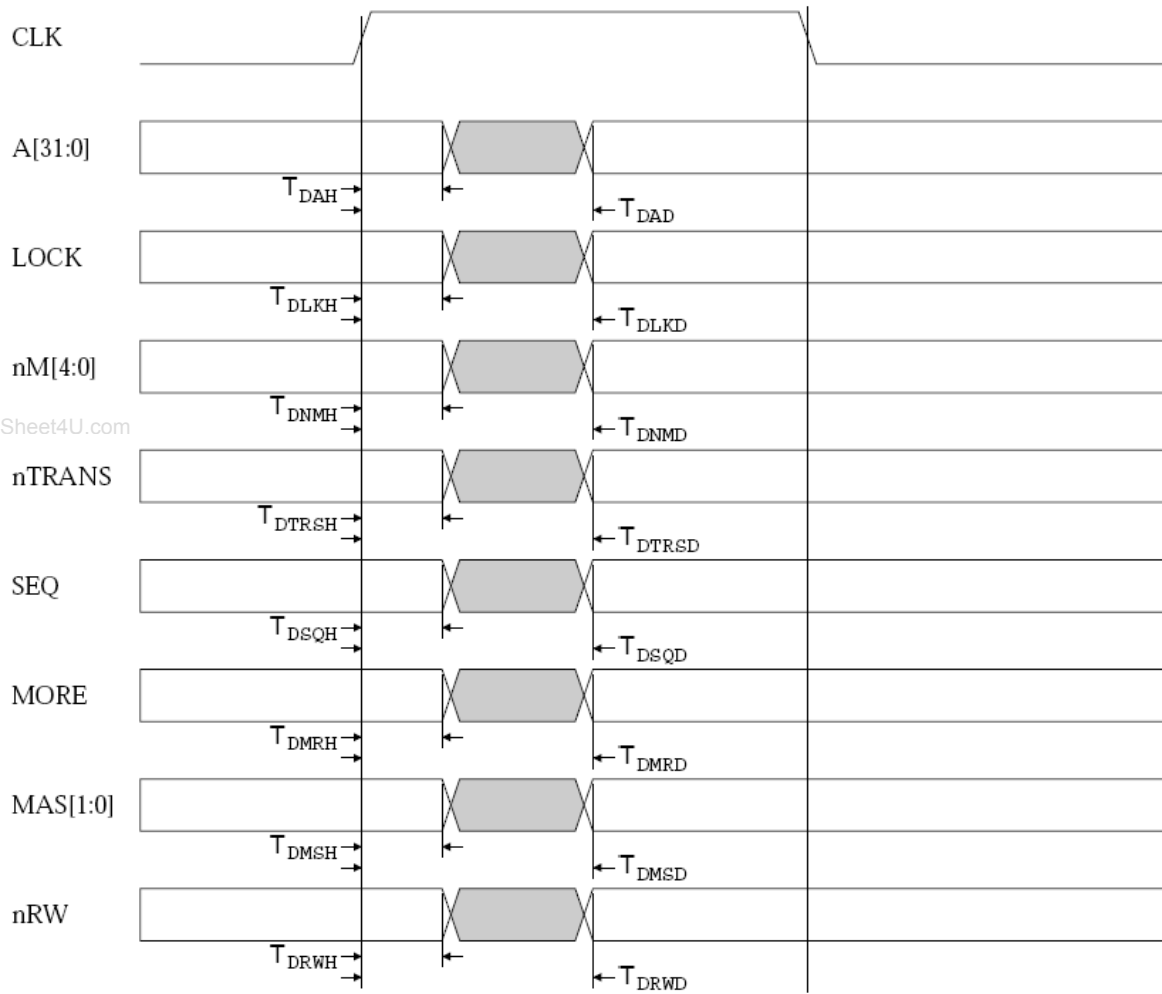 CLK
A[31:0]
TDAH
TDAD
LOCK
TDLKH
TDLKD
nM[4:0]
TDNMH
TDNMD
Sheet4U.com
nTRANS
TDTRSH
TDTRSD
SEQ
TDSQH
TDSQD
MORE
TDMRH
TDMRD
MAS[1:0]
TDMSH
TDMSD
nRW
TDRWH
TDRWD